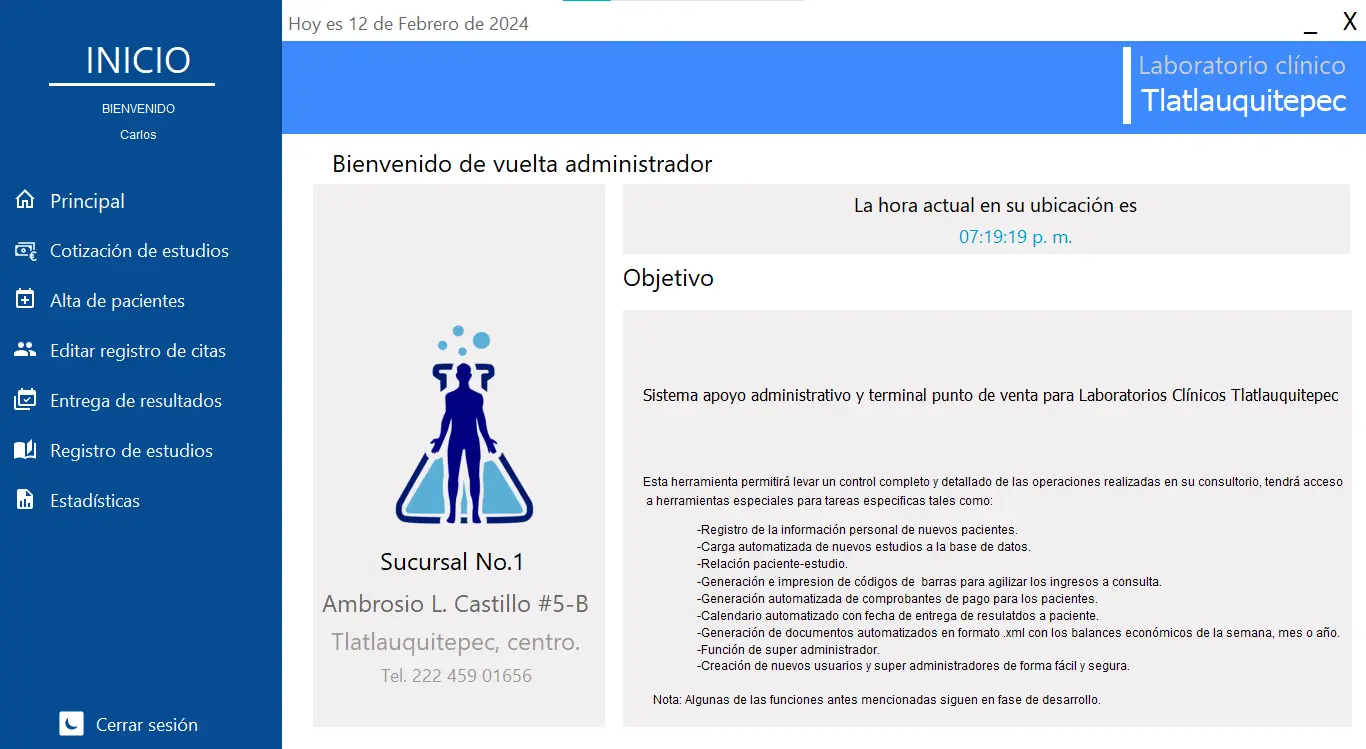 INICIO
BIENVENIDO
Carlos
Principal
Cotización de estudios
Alta de pacientes
Editar registro de citas
Entrega de resultados
Registro de estudios
Estadísticas
Cerrar sesión
Hoy es 12 de Febrero de 2024
_ X
Laboratorio clínico
Tlatlauquitepec
Bienvenido de vuelta administrador
Sucursal No.1
Ambrosio L. Castillo #5-B
Tlatlauquitepec, centro.
Tel. 222 459 01656
La hora actual en su ubicación es
07:19:19 p. m.
Objetivo
Sistema apoyo administrativo y terminal punto de venta para Laboratorios Clínicos Tlatlauquitepec
Esta herramienta permitirá levar un control completo y detallado de las operaciones realizadas en su consultorio, tendrá acceso
a herramientas especiales para tareas especificas tales como:
-Registro de la información personal de nuevos pacientes.
-Carga automatizada de nuevos estudios a la base de datos.
-Relación paciente-estudio.
-Generación e impresion de códigos de  barras para agilizar los ingresos a consulta.
-Generación automatizada de comprobantes de pago para los pacientes.
-Calendario automatizado con fecha de entrega de resulatdos a paciente.
-Generación de documentos automatizados en formato .xml con los balances económicos de la semana, mes o año.
-Función de super administrador.
-Creación de nuevos usuarios y super administradores de forma fácil y segura.
Nota: Algunas de las funciones antes mencionadas siguen en fase de desarrollo.